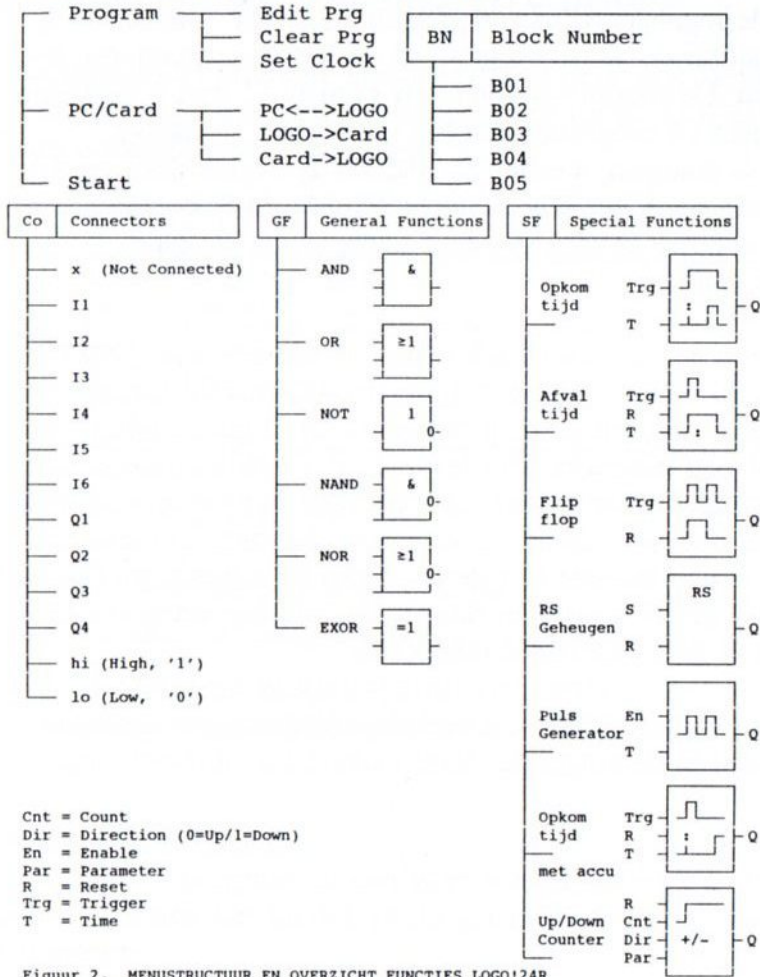 Program
Edit Prg
Clear Prg
Set Clock
PC/Card
PC<-->LOGO
LOGO->Card
Card->LOGO
Start
BN Block Number
B01
B02
B03
B04
B05
Co Connectors
x (Not Connected)
I1
I2
I3
I4
I5
I6
Q1
Q2
Q3
Q4
hi (High, '1')
lo (Low, '0')
GF General Functions
AND &
OR ≥1
NOT 1
0-
NAND &
0-
NOR ≥1
0-
EXOR =1
SF Special Functions
Opkom Trg
tijd
T
Q
Afval Trg
tijd R
T
Q
Flip Trg
flop
R
Q
RS
RS S
Geheugen
R
Q
Puls En
Generator
T
Q
Opkom Trg
tijd R
T
met accu
Q
R
Up/Down Cnt
Counter Dir +/- Q
Par
Cnt = Count
Dir = Direction (0=Up/1=Down)
En = Enable
Par = Parameter
R = Reset
Trg = Trigger
T = Time
Figuur 2. MENUSTRUCTUUR EN OVERZICHT FUNCTIES LOGO!24R